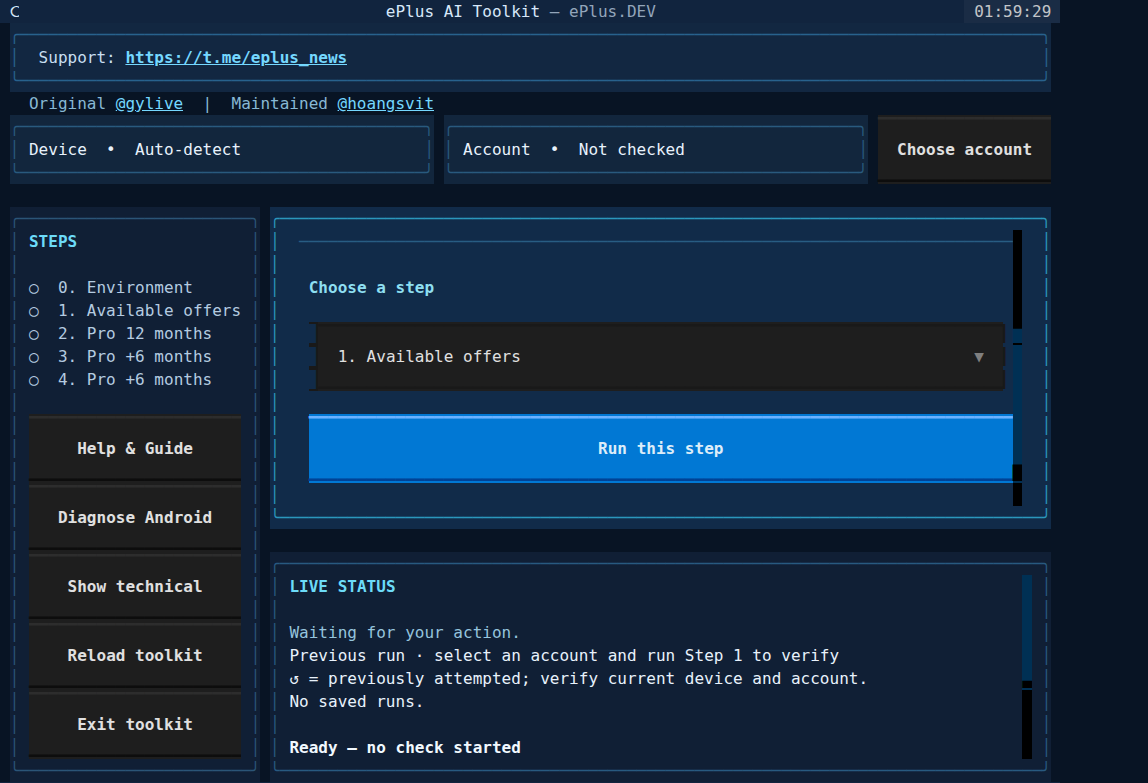 C ePlus AI Toolkit — ePlus.DEV 01:59:29
Support: https://t.me/eplus_news
Original @gylive | Maintained @hoangsvit
Device • Auto-detect
Account • Not checked
Choose account
STEPS
○ 0. Environment
○ 1. Available offers
○ 2. Pro 12 months
○ 3. Pro +6 months
○ 4. Pro +6 months
Help & Guide
Diagnose Android
Show technical
Reload toolkit
Exit toolkit
Choose a step
1. Available offers ▼
Run this step
LIVE STATUS
Waiting for your action.
Previous run · select an account and run Step 1 to verify
↺ = previously attempted; verify current device and account.
No saved runs.
Ready — no check started